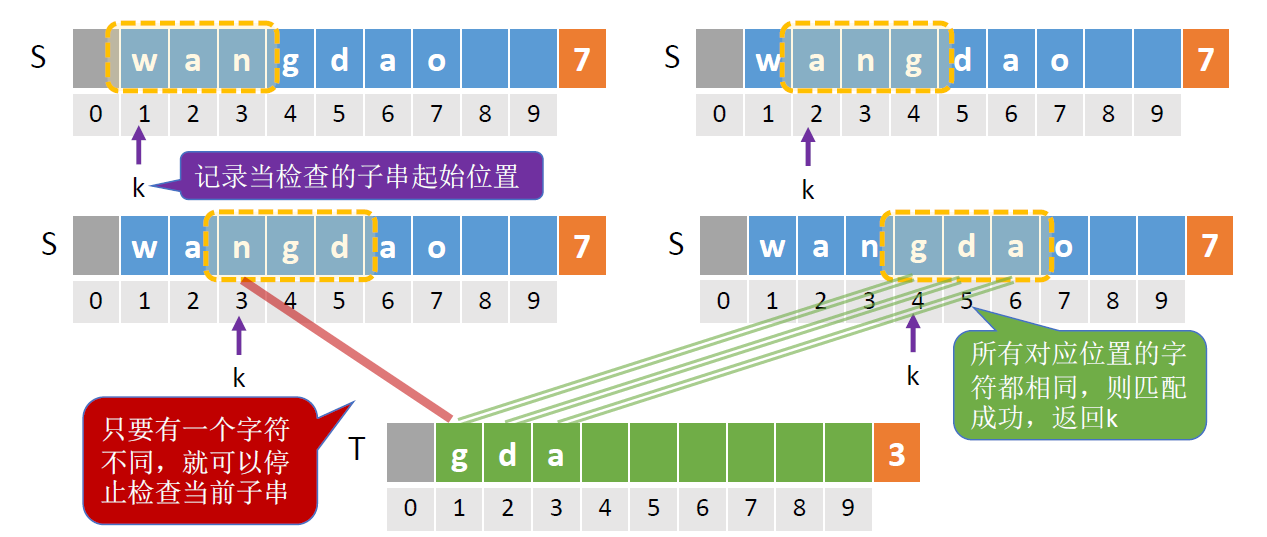 S w a n g d a o 7
0 1 2 3 4 5 6 7 8 9
k
记录当检查的子串起始位置
S w a n g d a o 7
0 1 2 3 4 5 6 7 8 9
k
S w a n g d a o 7
0 1 2 3 4 5 6 7 8 9
k
S w a n g d a o 7
0 1 2 3 4 5 6 7 8 9
k
所有对应位置的字
符都相同，则匹配
成功，返回k
只要有一个字符
不同，就可以停
止检查当前子串
T g d a 3
0 1 2 3 4 5 6 7 8 9